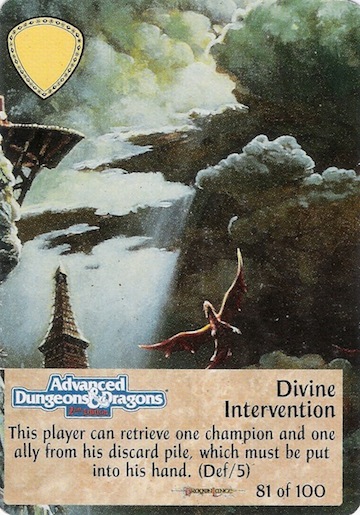 Advanced
Dungeons & Dragons
2nd Edition
Divine
Intervention
This player can retrieve one champion and one
ally from his discard pile, which must be put
into his hand. (Def/5)
DRAGONLANCE
81 of 100